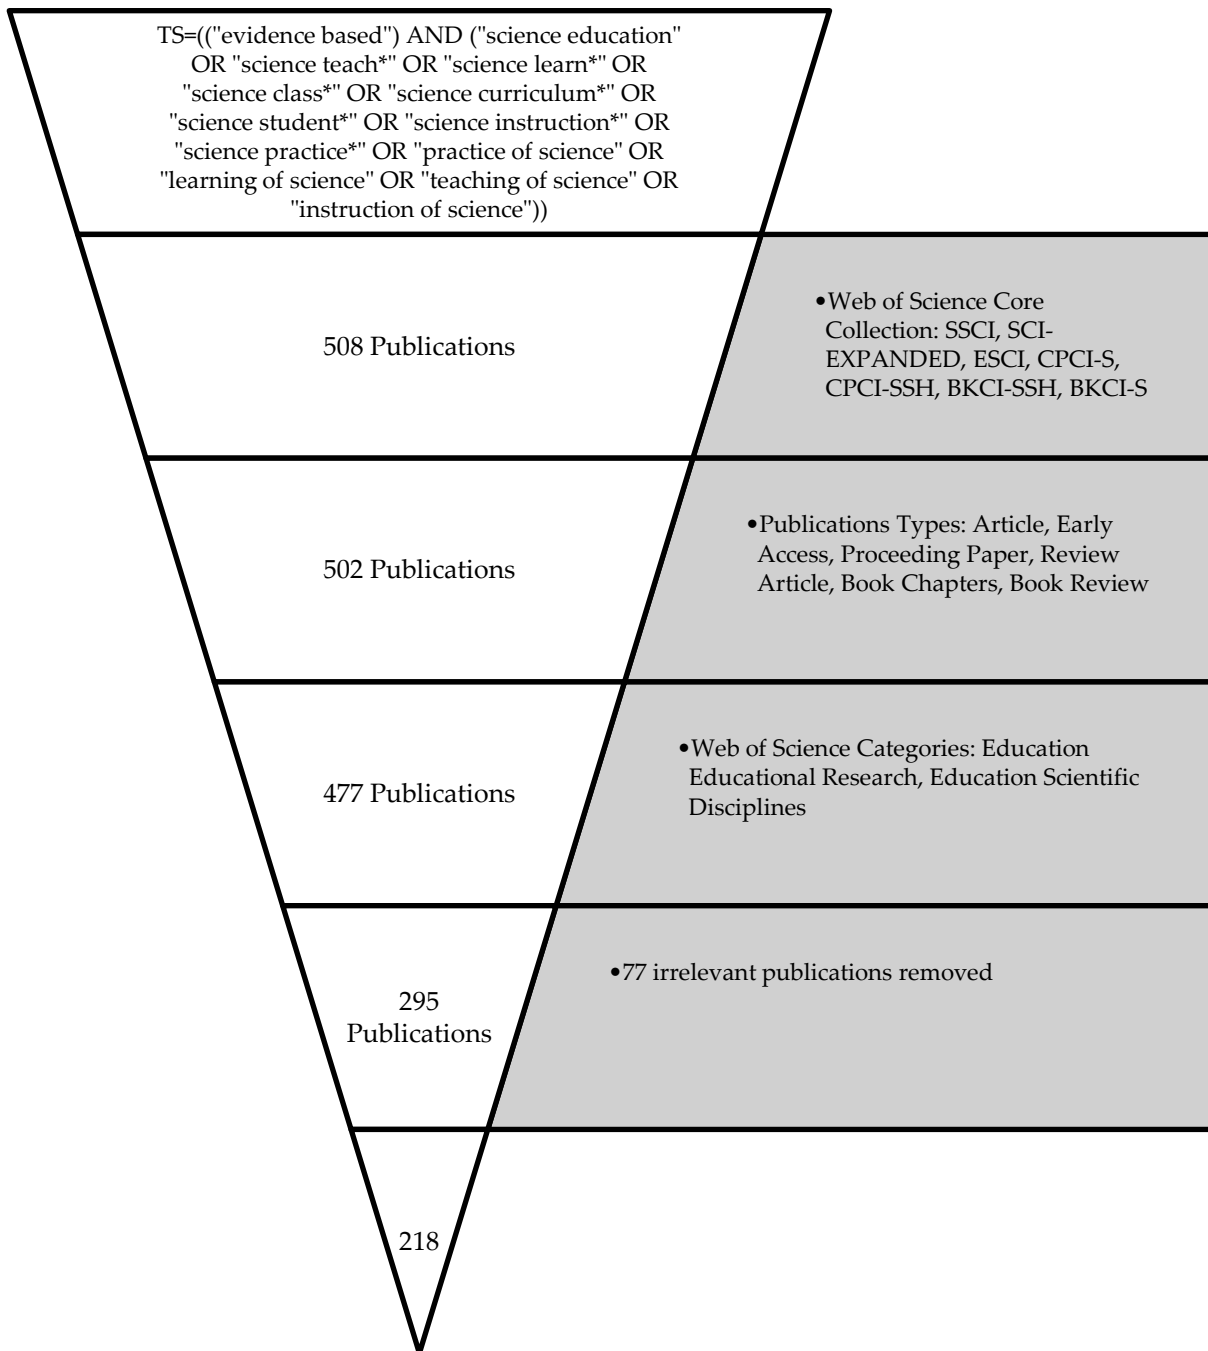 TS=(("evidence based") AND ("science education"
OR "science teach*" OR "science learn*" OR
"science class*" OR "science curriculum*" OR
"science student*" OR "science instruction*" OR
"science practice*" OR "practice of science" OR
"learning of science" OR "teaching of science" OR
"instruction of science"))
508 Publications
•Web of Science Core
Collection: SSCI, SCI-
EXPANDED, ESCI, CPCI-S,
CPCI-SSH, BKCI-SSH, BKCI-S
502 Publications
•Publications Types: Article, Early
Access, Proceeding Paper, Review
Article, Book Chapters, Book Review
477 Publications
•Web of Science Categories: Education
Educational Research, Education Scientific
Disciplines
295
Publications
•77 irrelevant publications removed
218